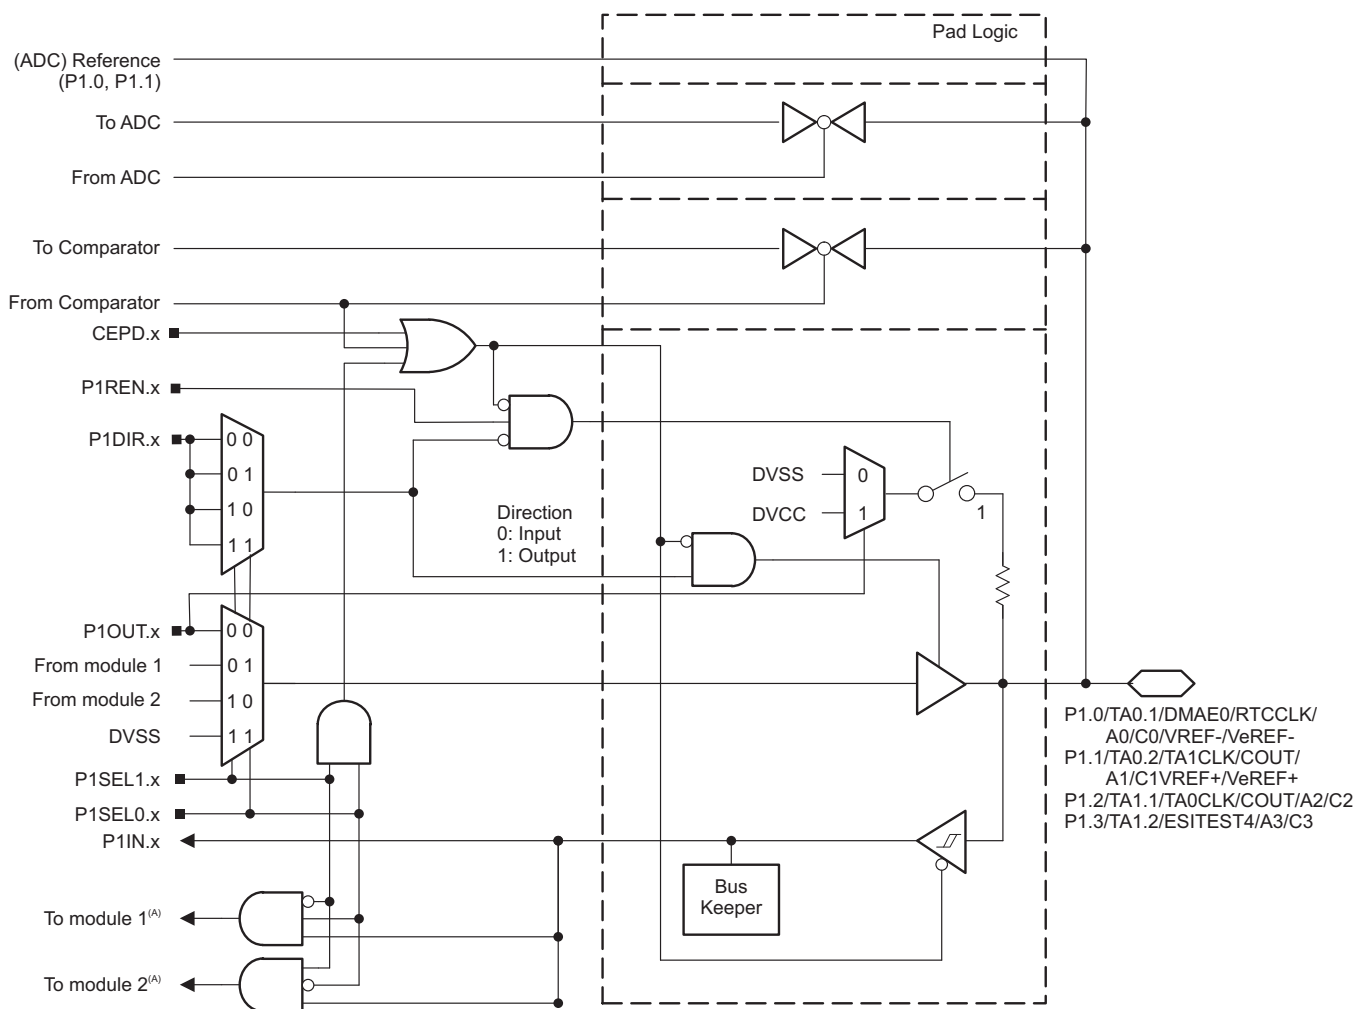 Pad Logic
(ADC) Reference
(P1.0, P1.1)
To ADC
From ADC
To Comparator
From Comparator
CEPD.x
P1REN.x
P1DIR.x
0 0
0 1
1 0
1 1
Direction
0: Input
1: Output
DVSS
0
DVCC
1
1
P1OUT.x
0 0
From module 1
0 1
From module 2
1 0
DVSS
1 1
P1.0/TA0.1/DMAE0/RTCCLK/
A0/C0/VREF-/VeREF-
P1.1/TA0.2/TA1CLK/COUT/
A1/C1VREF+/VeREF+
P1.2/TA1.1/TA0CLK/COUT/A2/C2
P1.3/TA1.2/ESITEST4/A3/C3
P1SEL1.x
P1SEL0.x
P1IN.x
Bus
Keeper
To module 1(A)
To module 2(A)